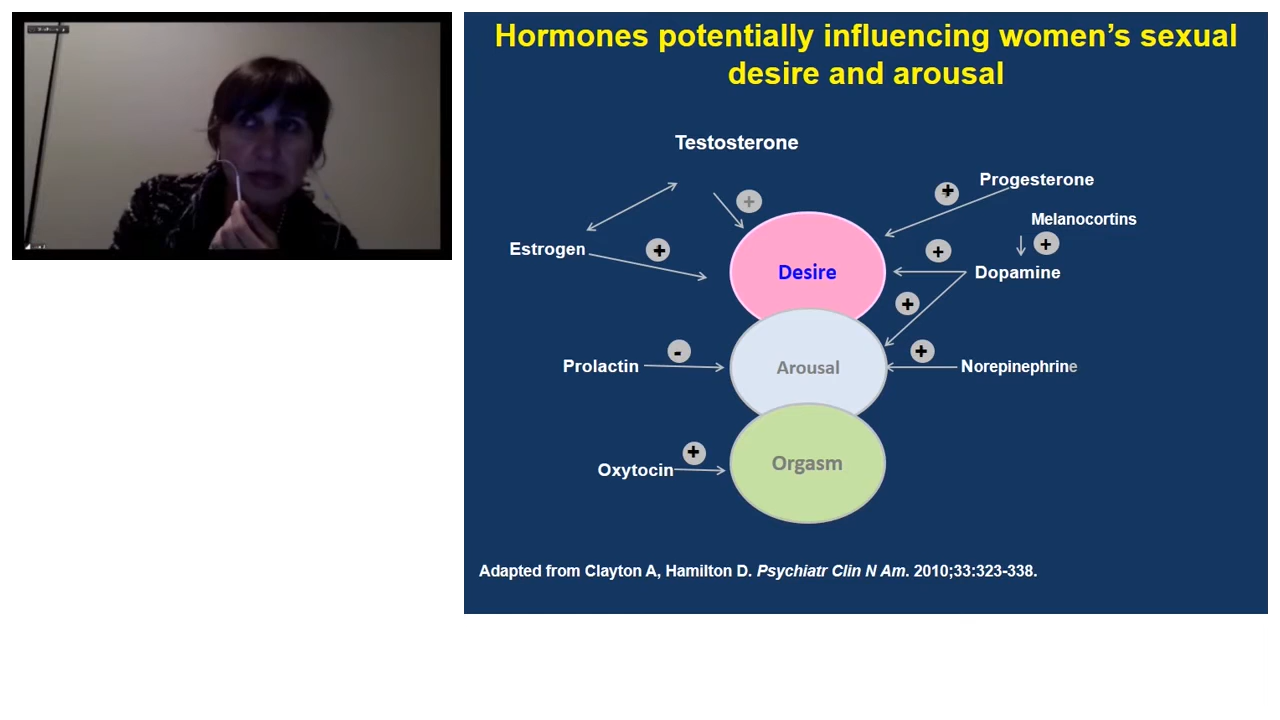 Hormones potentially influencing women’s sexual
desire and arousal
Testosterone
Progesterone
+
+
Melanocortins
Estrogen
+
+
+
Desire
Dopamine
+
Prolactin
-
Arousal
+
Norepinephrine
Oxytocin
+
Orgasm
Adapted from Clayton A, Hamilton D. Psychiatr Clin N Am. 2010;33:323-338.